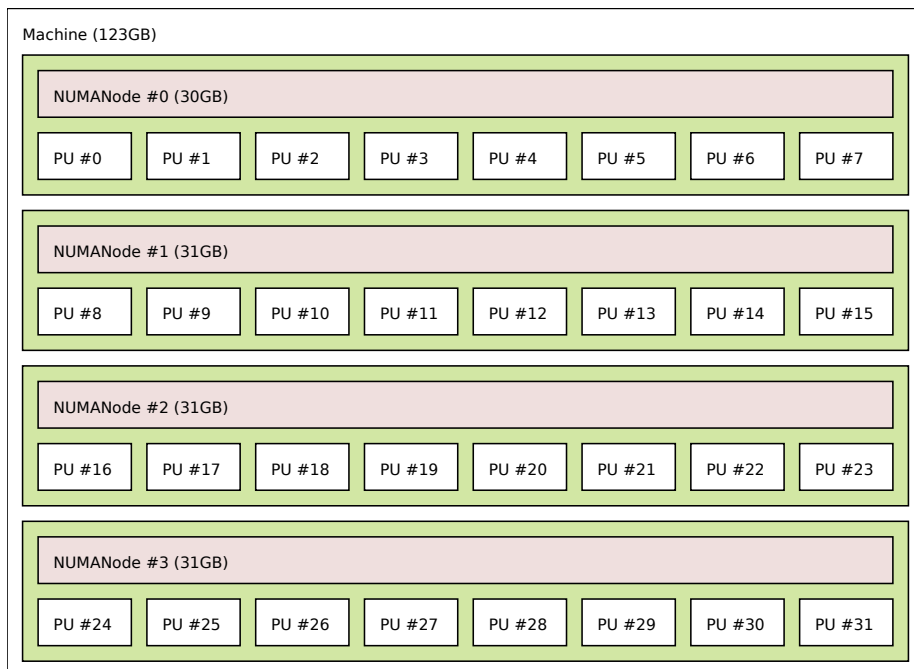 Machine (123GB)
NUMANode #0 (30GB)
PU #0 PU #1 PU #2 PU #3 PU #4 PU #5 PU #6 PU #7
NUMANode #1 (31GB)
PU #8 PU #9 PU #10 PU #11 PU #12 PU #13 PU #14 PU #15
NUMANode #2 (31GB)
PU #16 PU #17 PU #18 PU #19 PU #20 PU #21 PU #22 PU #23
NUMANode #3 (31GB)
PU #24 PU #25 PU #26 PU #27 PU #28 PU #29 PU #30 PU #31